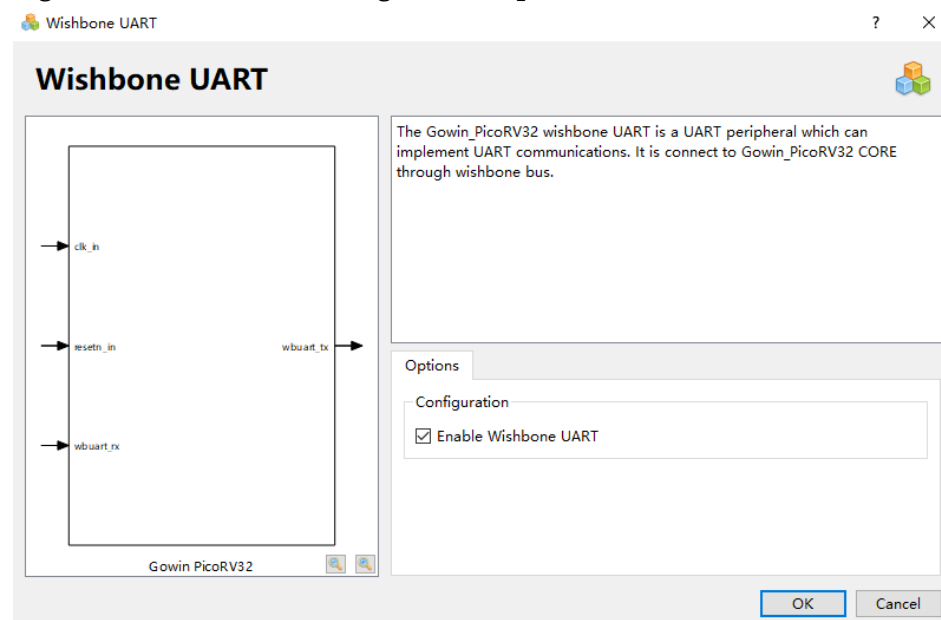 Wishbone UART
? ×
Wishbone UART
The Gowin_PicoRV32 wishbone UART is a UART peripheral which can
implement UART communications. It is connect to Gowin_PicoRV32 CORE
through wishbone bus.
clk_in
resetn_in
wbuart_tx
wbuart_rx
Gowin PicoRV32
Options
Configuration
Enable Wishbone UART
OK
Cancel